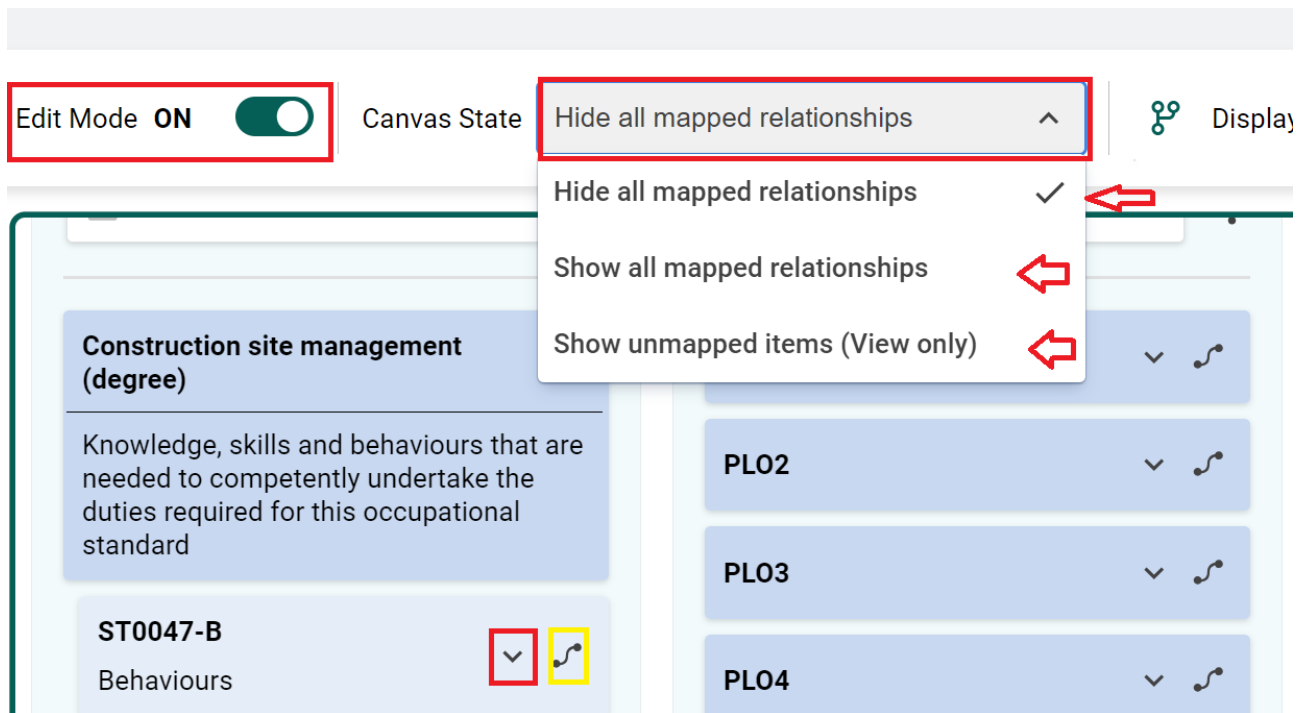 Edit Mode ON
Canvas State
Hide all mapped relationships
Display
Hide all mapped relationships
Show all mapped relationships
Show unmapped items (View only)
Construction site management
(degree)
Knowledge, skills and behaviours that are
needed to competently undertake the
duties required for this occupational
standard
ST0047-B
Behaviours
PLO2
PLO3
PLO4